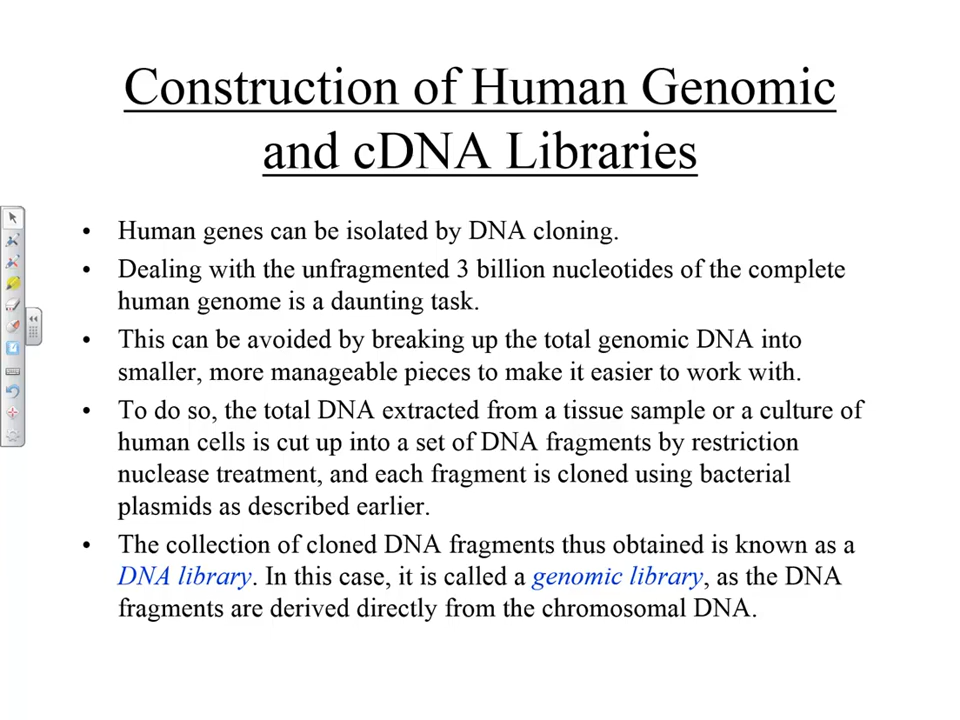 Construction of Human Genomic
and cDNA Libraries
• Human genes can be isolated by DNA cloning.
• Dealing with the unfragmented 3 billion nucleotides of the complete
human genome is a daunting task.
• This can be avoided by breaking up the total genomic DNA into
smaller, more manageable pieces to make it easier to work with.
• To do so, the total DNA extracted from a tissue sample or a culture of
human cells is cut up into a set of DNA fragments by restriction
nuclease treatment, and each fragment is cloned using bacterial
plasmids as described earlier.
• The collection of cloned DNA fragments thus obtained is known as a
DNA library. In this case, it is called a genomic library, as the DNA
fragments are derived directly from the chromosomal DNA.